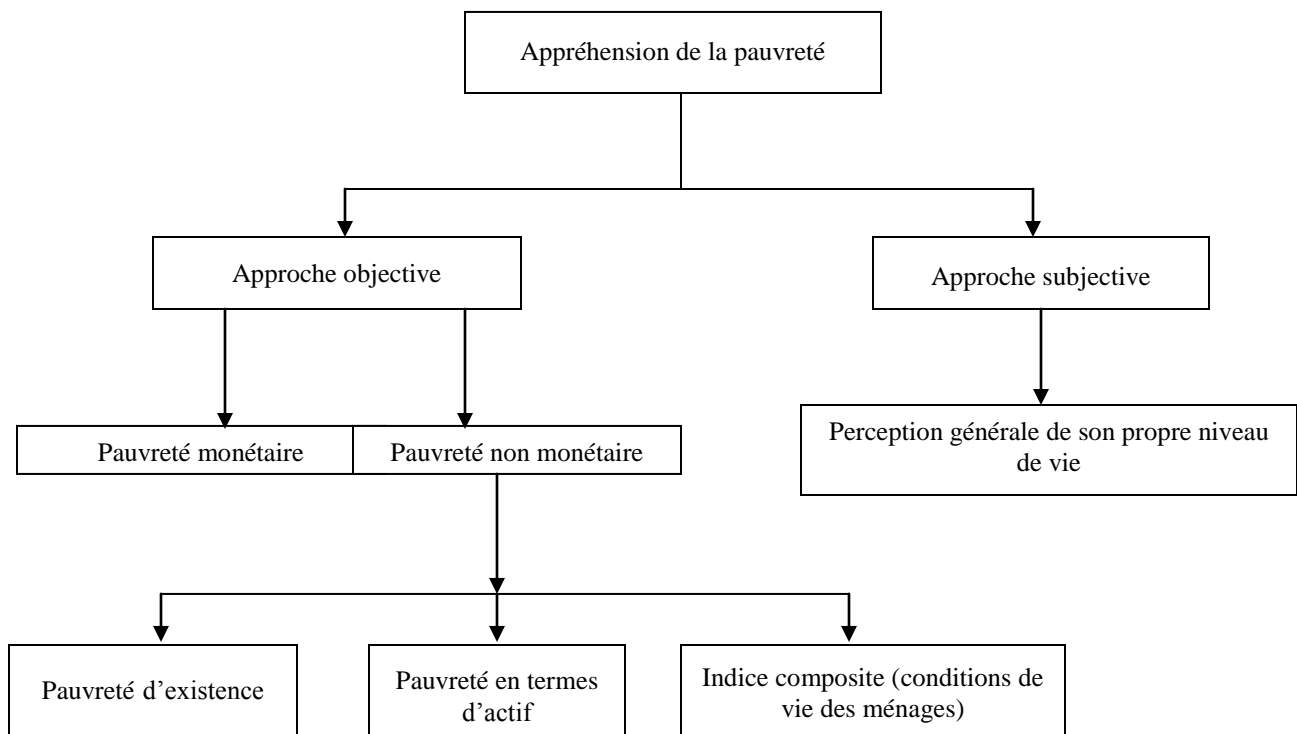 Appréhension de la pauvreté
Approche objective
Approche subjective
Pauvreté monétaire
Pauvreté non monétaire
Perception générale de son propre niveau
de vie
Pauvreté d’existence
Pauvreté en termes
d’actif
Indice composite (conditions de
vie des ménages)